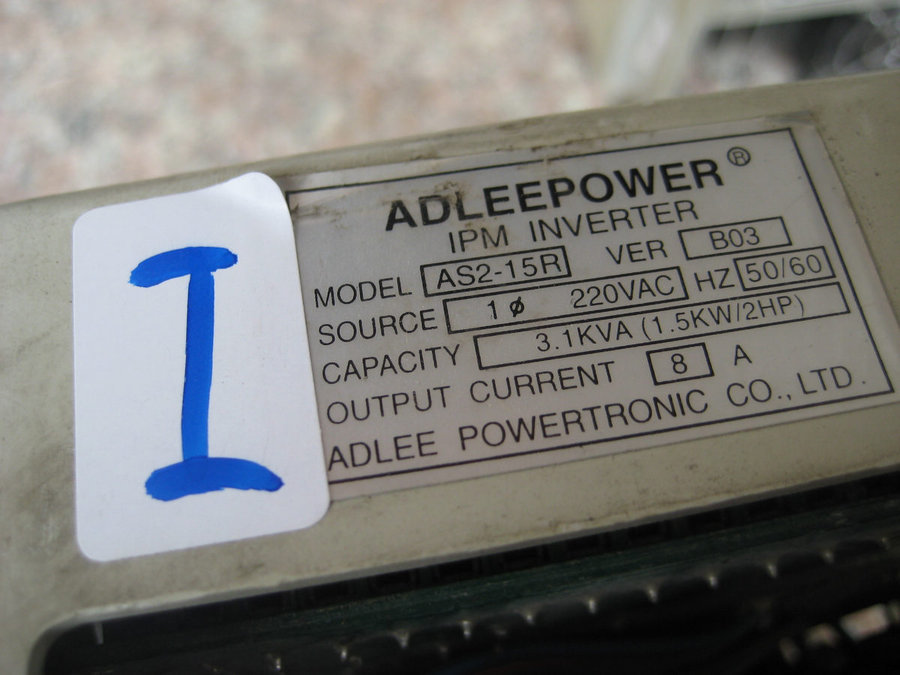 I
ADLEEPOWER®
IPM INVERTER
MODEL AS2-15R VER B03
SOURCE 1ø 220VAC HZ 50/60
CAPACITY 3.1KVA (1.5KW/2HP)
OUTPUT CURRENT 8 A
ADLEE POWERTRONIC CO., LTD.